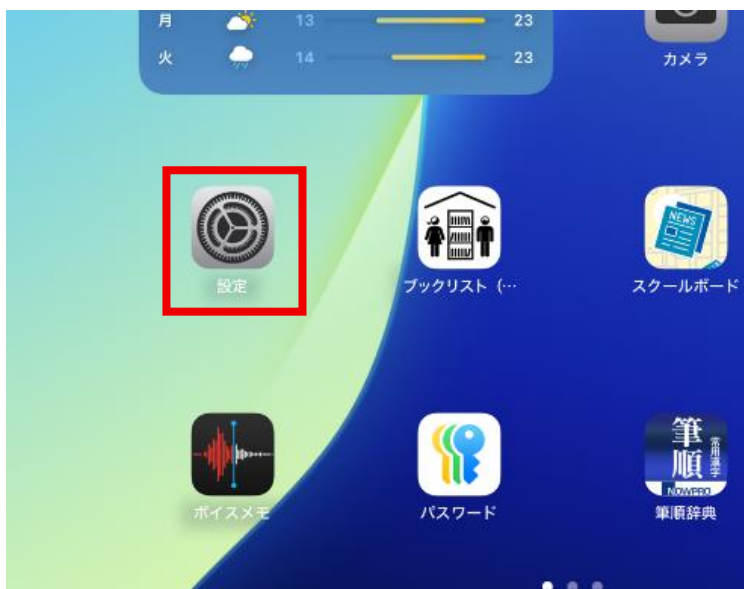 月 13 23
火 14 23
カメラ
設定
ブックリスト (…
NEWS
スクールボード
筆順
常用漢字
NOWPRO
ボイスメモ
パスワード
筆順辞典